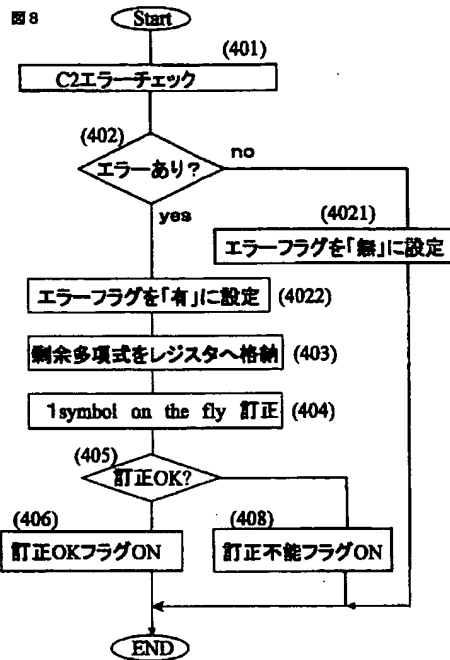 図8
Start
(401)
C2エラーチェック
(402)
エラーあり?
no
yes
(4021)
エラーフラグを「無」に設定
エラーフラグを「有」に設定 (4022)
剰余多項式をレジスタへ格納 (403)
1symbol on the fly 訂正 (404)
(405)
訂正OK?
(406)
訂正OKフラグON
(408)
訂正不能フラグON
END